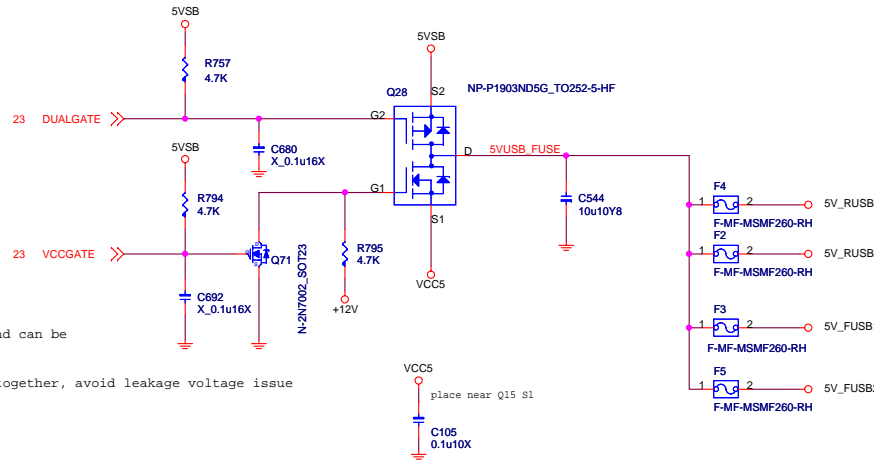 5VSB
R757
4.7K
5VSB
Q28
S2
NP-P1903ND5G_TO252-5-HF
23 DUALGATE
G2
C680
X_0.1u16X
D
5VUSB_FUSE
5VSB
R794
4.7K
G1
S1
C544
10u10Y8
F4
1 2
5V_RUSB
F-MF-MSMF260-RH
23 VCCGATE
Q71
N-2N7002_SOT23
R795
4.7K
+12V
VCC5
F2
1 2
5V_RUSB
F-MF-MSMF260-RH
C692
X_0.1u16X
F3
1 2
5V_FUSB
F-MF-MSMF260-RH
nd can be
ogether, avoid leakage voltage issue
VCC5
place near Q15 S1
C105
0.1u10X
F5
1 2
5V_FUSB
F-MF-MSMF260-RH